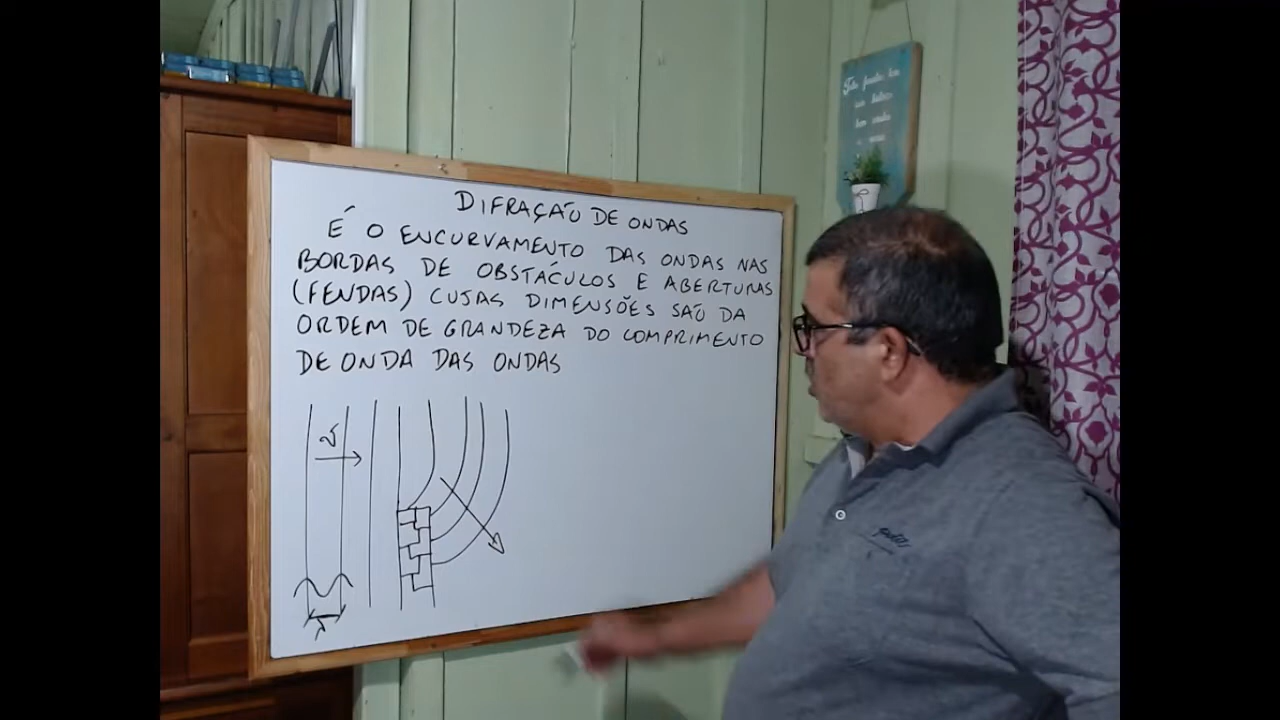 DIFRAÇÃO DE ONDAS
É O ENCURVAMENTO DAS ONDAS NAS
BORDAS DE OBSTÁCULOS E ABERTURAS
(FENDAS) CUJAS DIMENSÕES SÃO DA
ORDEM DE GRANDEZA DO COMPRIMENTO
DE ONDA DAS ONDAS
v
λ